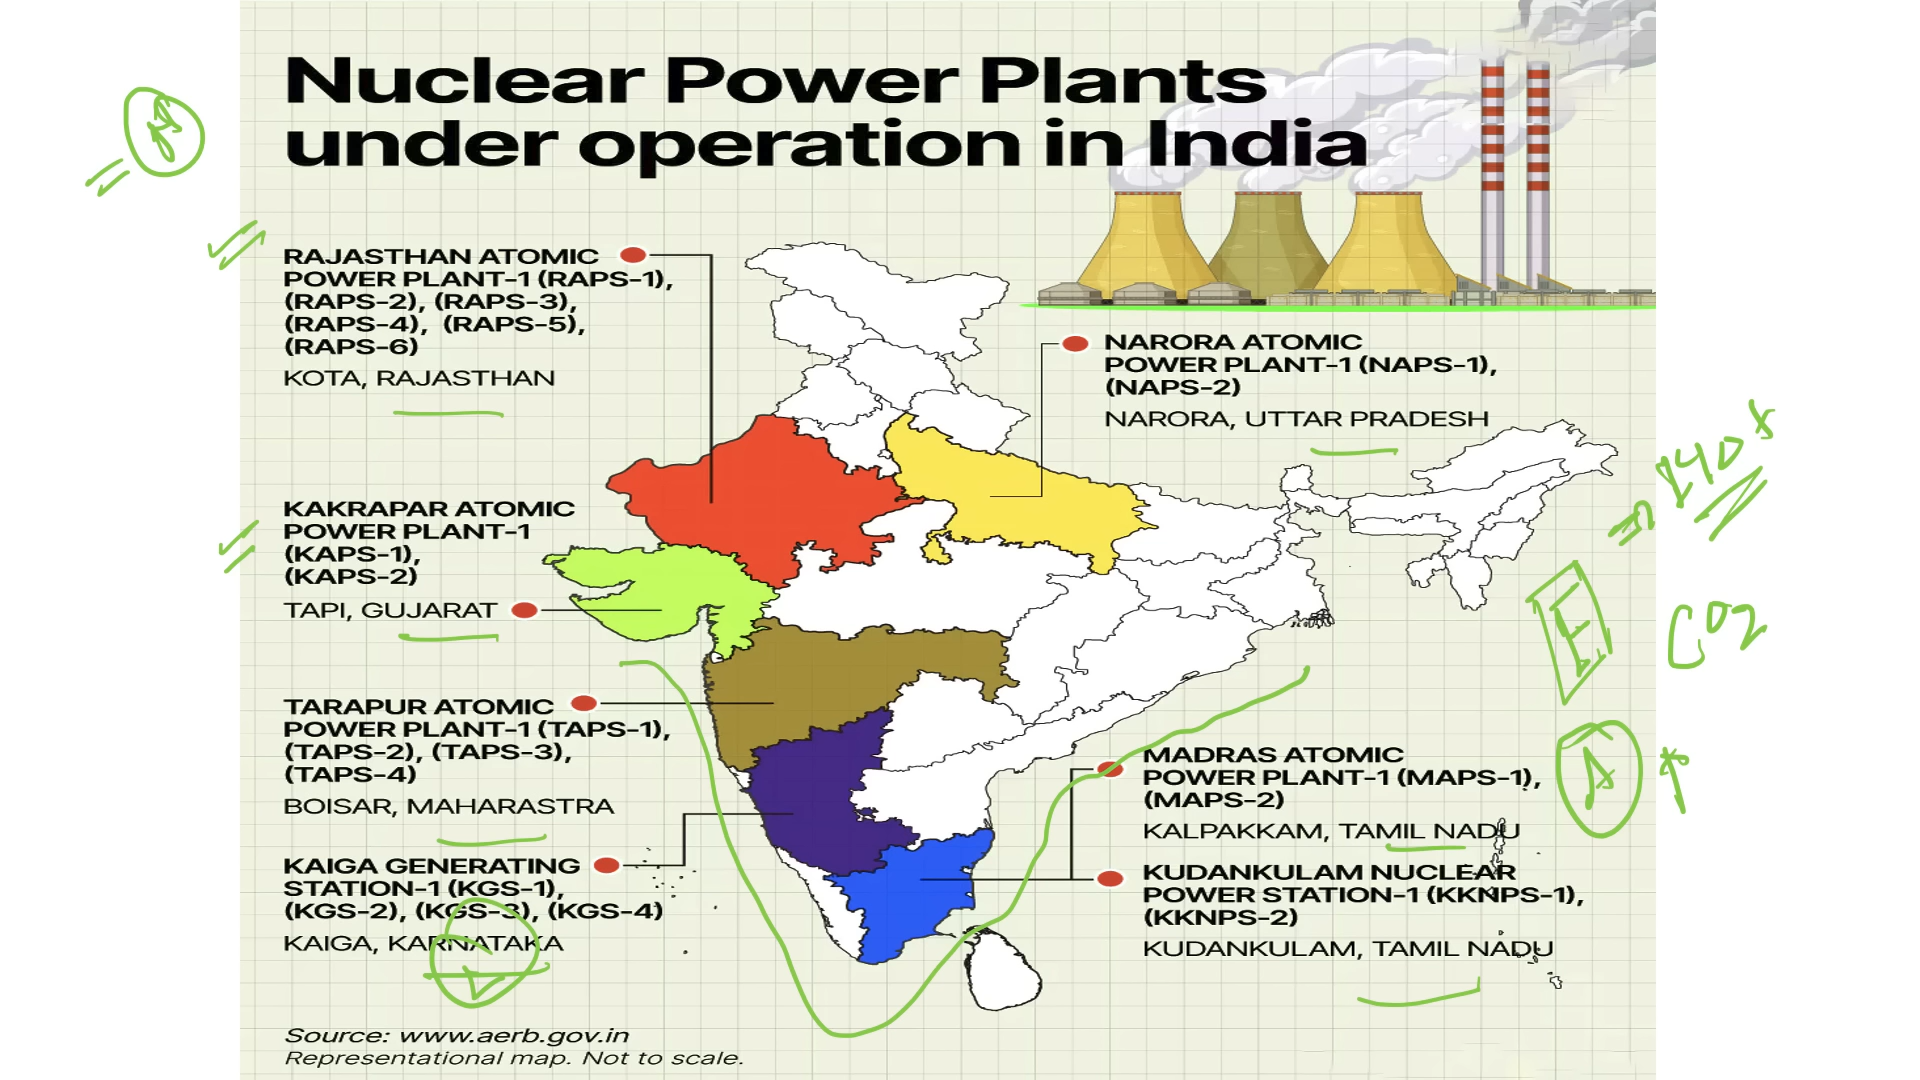 Nuclear Power Plants
under operation in India
RAJASTHAN ATOMIC
POWER PLANT-1 (RAPS-1),
(RAPS-2), (RAPS-3),
(RAPS-4), (RAPS-5),
(RAPS-6)
KOTA, RAJASTHAN
NARORA ATOMIC
POWER PLANT-1 (NAPS-1),
(NAPS-2)
NARORA, UTTAR PRADESH
KAKRAPAR ATOMIC
POWER PLANT-1
(KAPS-1),
(KAPS-2)
TAPI, GUJARAT
TARAPUR ATOMIC
POWER PLANT-1 (TAPS-1),
(TAPS-2), (TAPS-3),
(TAPS-4)
BOISAR, MAHARASTRA
KAIGA GENERATING
STATION-1 (KGS-1),
(KGS-2), (KGS-3), (KGS-4)
KAIGA, KARNATAKA
MADRAS ATOMIC
POWER PLANT-1 (MAPS-1),
(MAPS-2)
KALPAKKAM, TAMIL NADU
KUDANKULAM NUCLEAR
POWER STATION-1 (KKNPS-1),
(KKNPS-2)
KUDANKULAM, TAMIL NADU
CO2
Source: www.aerb.gov.in
Representational map. Not to scale.